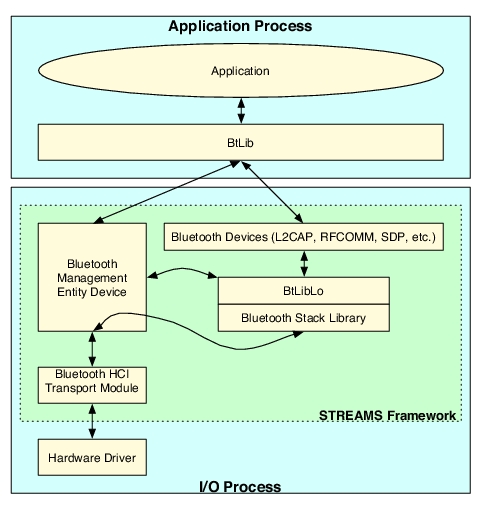 Application Process
Application
BtLib
Bluetooth Devices (L2CAP, RFCOMM, SDP, etc.)
Bluetooth
Management
Entity Device
BtLibLo
Bluetooth Stack Library
Bluetooth HCI
Transport Module
STREAMS Framework
Hardware Driver
I/O Process